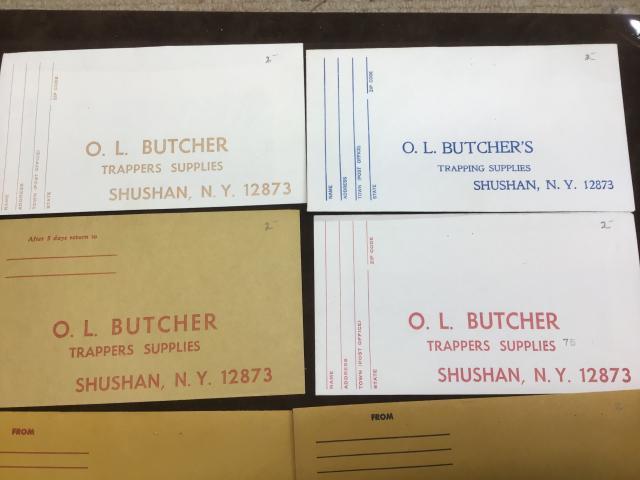 2-
ZIP CODE
NAME
ADDRESS
TOWN (POST OFFICE)
STATE
O. L. BUTCHER
TRAPPERS SUPPLIES
SHUSHAN, N. Y. 12873
2-
ZIP CODE
NAME
ADDRESS
TOWN (POST OFFICE)
STATE
O. L. BUTCHER'S
TRAPPING SUPPLIES
SHUSHAN, N. Y. 12873
2-
After 5 days return to
O. L. BUTCHER
TRAPPERS SUPPLIES
SHUSHAN, N. Y. 12873
2-
ZIP CODE
NAME
ADDRESS
TOWN (POST OFFICE)
STATE
O. L. BUTCHER
TRAPPERS SUPPLIES 75
SHUSHAN, N. Y. 12873
FROM
FROM